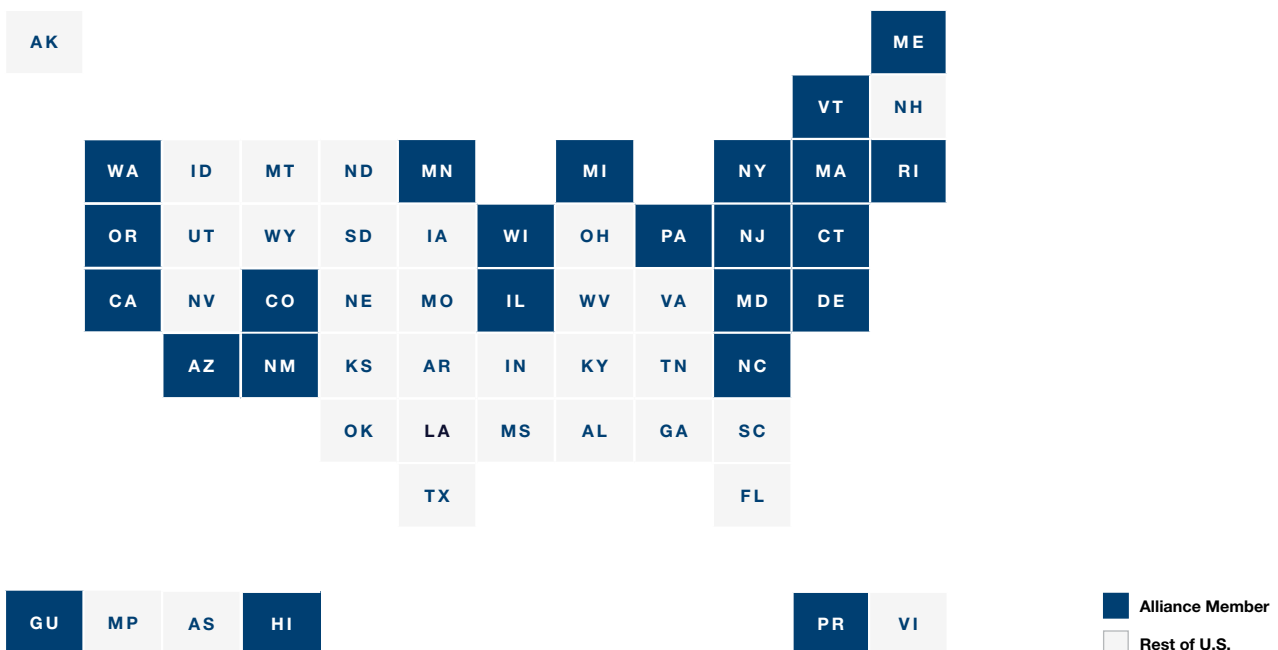 AK ME
VT NH
WA ID MT ND MN MI NY MA RI
OR UT WY SD IA WI OH PA NJ CT
CA NV CO NE MO IL WV VA MD DE
AZ NM KS AR IN KY TN NC
OK LA MS AL GA SC
TX FL
GU MP AS HI PR VI
Alliance Member
Rest of U.S.